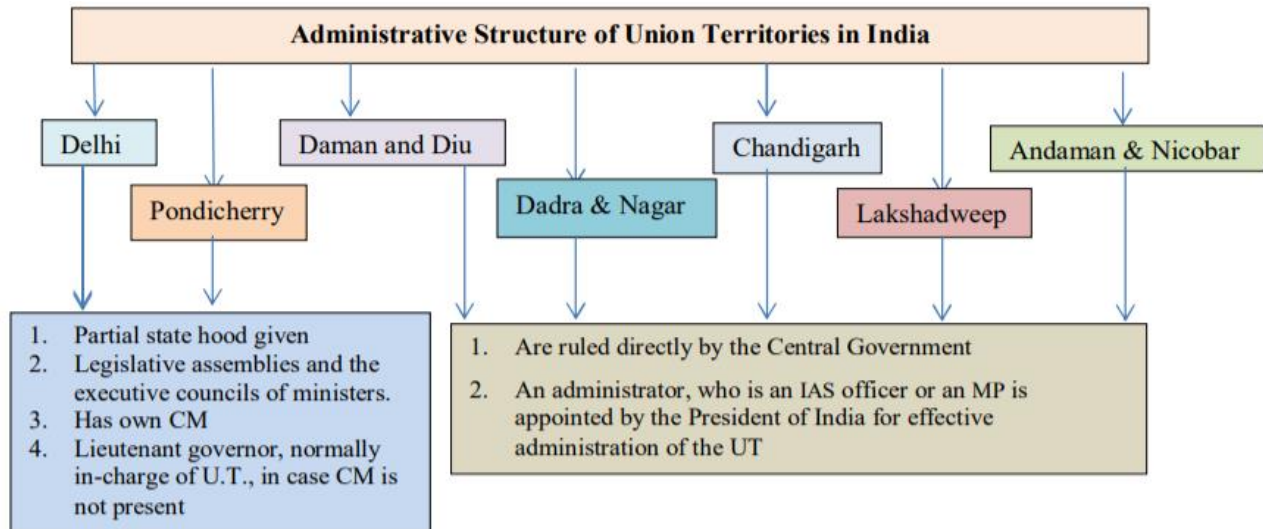 Administrative Structure of Union Territories in India
Delhi
Pondicherry
Daman and Diu
Dadra & Nagar
Chandigarh
Lakshadweep
Andaman & Nicobar
1. Partial state hood given
2. Legislative assemblies and the
executive councils of ministers.
3. Has own CM
4. Lieutenant governor, normally
in-charge of U.T., in case CM is
not present
1. Are ruled directly by the Central Government
2. An administrator, who is an IAS officer or an MP is
appointed by the President of India for effective
administration of the UT